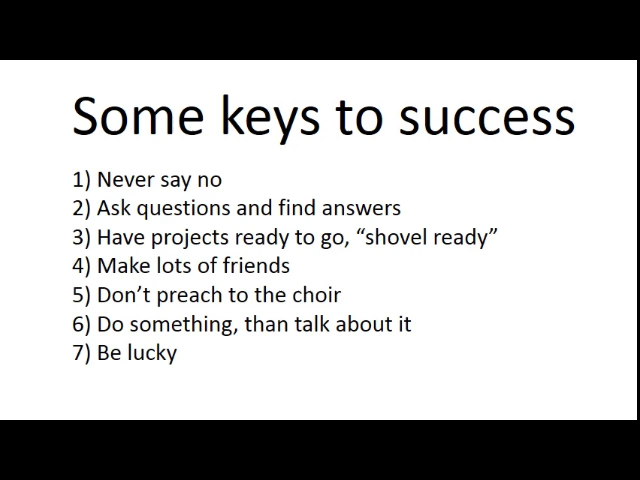 Some keys to success
1) Never say no
2) Ask questions and find answers
3) Have projects ready to go, “shovel ready”
4) Make lots of friends
5) Don’t preach to the choir
6) Do something, than talk about it
7) Be lucky